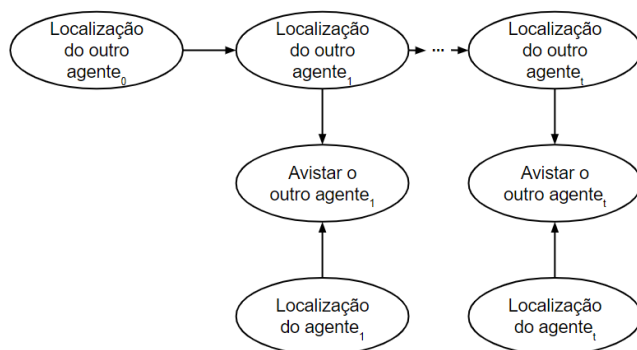 Localização
do outro
agente0
Localização
do outro
agente1
...
Localização
do outro
agentet
Avistar o
outro agente1
Avistar o
outro agentet
Localização
do agente1
Localização
do agentet